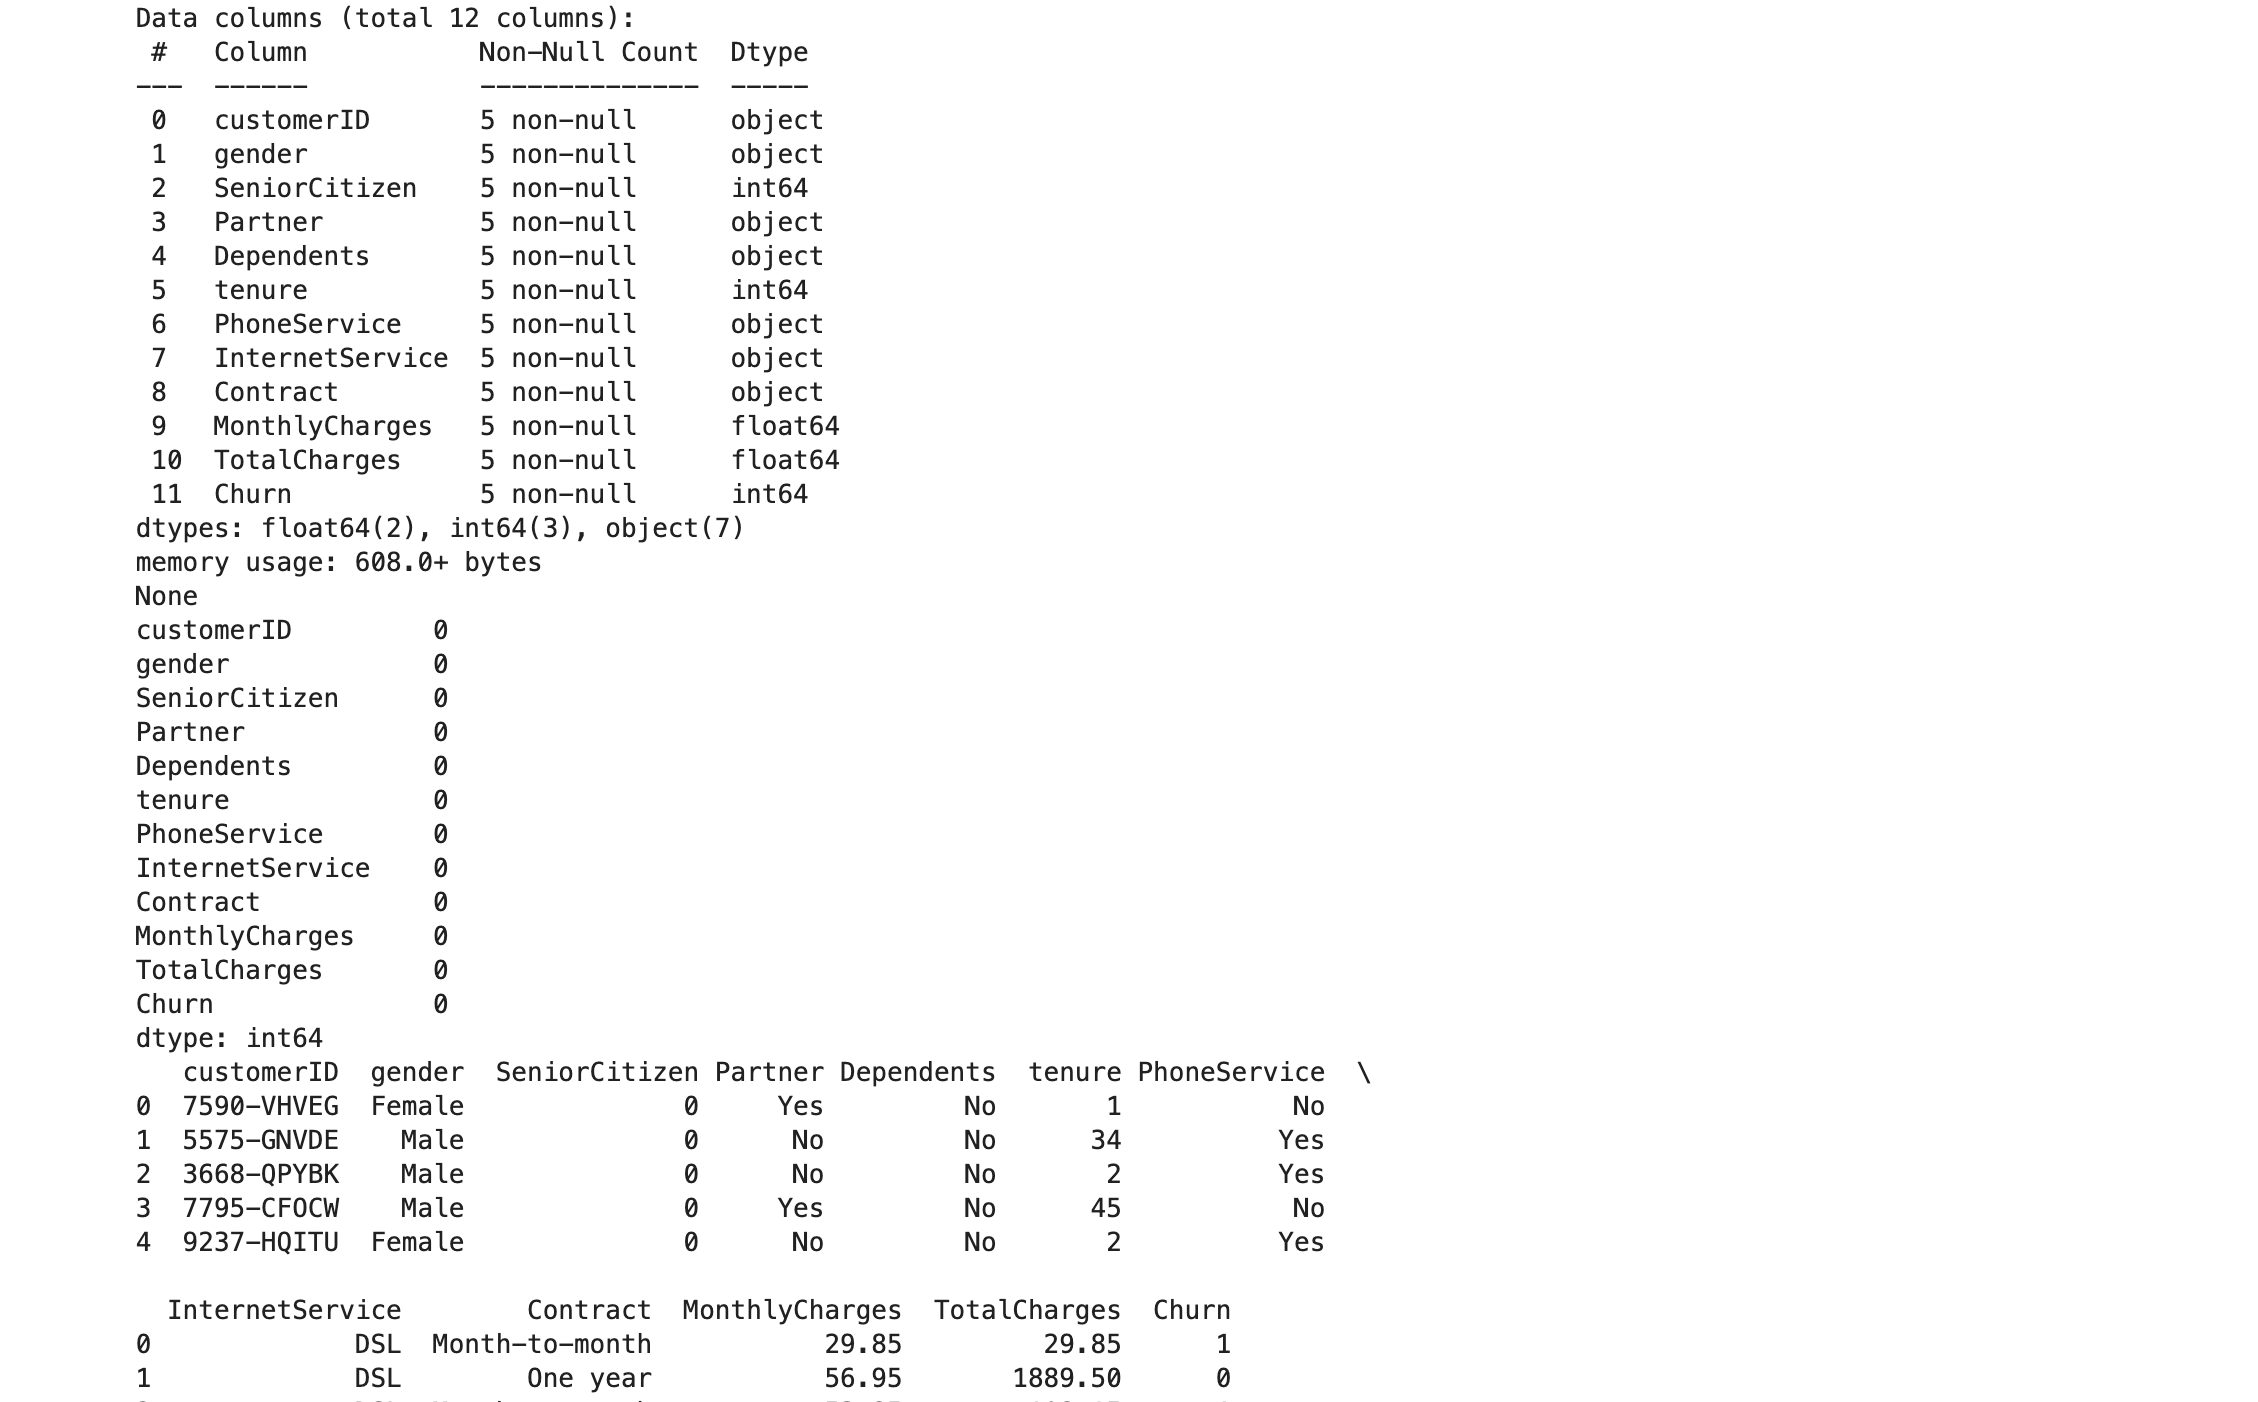 Data columns (total 12 columns):
 #   Column           Non-Null Count  Dtype
---  ------           --------------  -----
 0   customerID       5 non-null      object
 1   gender           5 non-null      object
 2   SeniorCitizen    5 non-null      int64
 3   Partner          5 non-null      object
 4   Dependents       5 non-null      object
 5   tenure           5 non-null      int64
 6   PhoneService     5 non-null      object
 7   InternetService  5 non-null      object
 8   Contract         5 non-null      object
 9   MonthlyCharges   5 non-null      float64
 10  TotalCharges     5 non-null      float64
 11  Churn            5 non-null      int64
dtypes: float64(2), int64(3), object(7)
memory usage: 608.0+ bytes
None
customerID         0
gender             0
SeniorCitizen      0
Partner            0
Dependents         0
tenure             0
PhoneService       0
InternetService    0
Contract           0
MonthlyCharges     0
TotalCharges       0
Churn              0
dtype: int64
   customerID  gender  SeniorCitizen Partner Dependents  tenure PhoneService  \
0  7590-VHVEG  Female              0     Yes         No       1           No
1  5575-GNVDE    Male              0      No         No      34          Yes
2  3668-QPYBK    Male              0      No         No       2          Yes
3  7795-CFOCW    Male              0     Yes         No      45           No
4  9237-HQITU  Female              0      No         No       2          Yes
  InternetService        Contract  MonthlyCharges  TotalCharges  Churn
0             DSL  Month-to-month           29.85         29.85      1
1             DSL        One year           56.95       1889.50      0